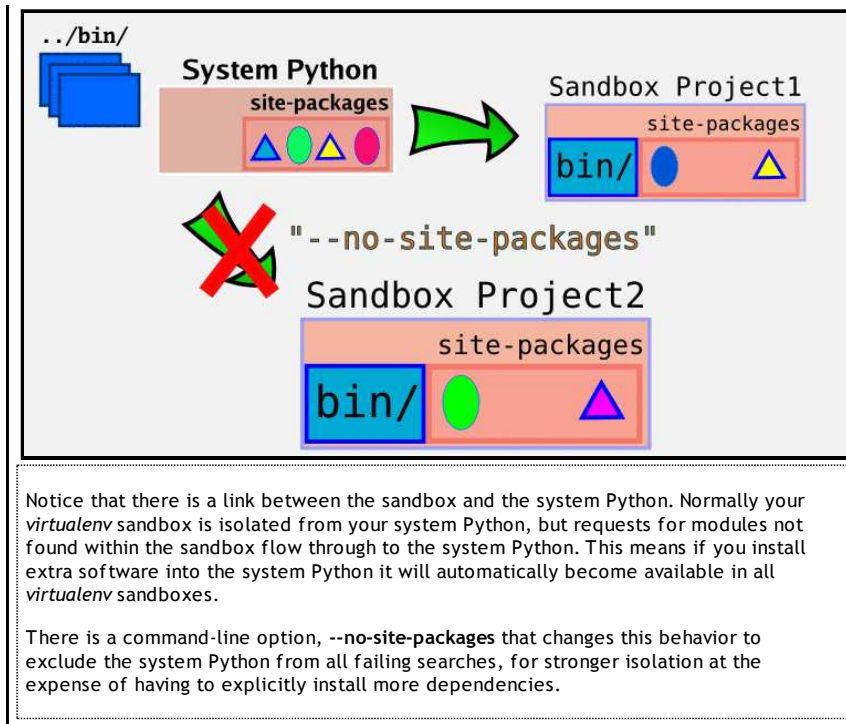 ../bin/
System Python
site-packages
Sandbox Project1
site-packages
bin/
"--no-site-packages"
Sandbox Project2
site-packages
bin/
Notice that there is a link between the sandbox and the system Python. Normally your
virtualenv sandbox is isolated from your system Python, but requests for modules not
found within the sandbox flow through to the system Python. This means if you install
extra software into the system Python it will automatically become available in all
virtualenv sandboxes.
There is a command-line option, --no-site-packages that changes this behavior to
exclude the system Python from all failing searches, for stronger isolation at the
expense of having to explicitly install more dependencies.